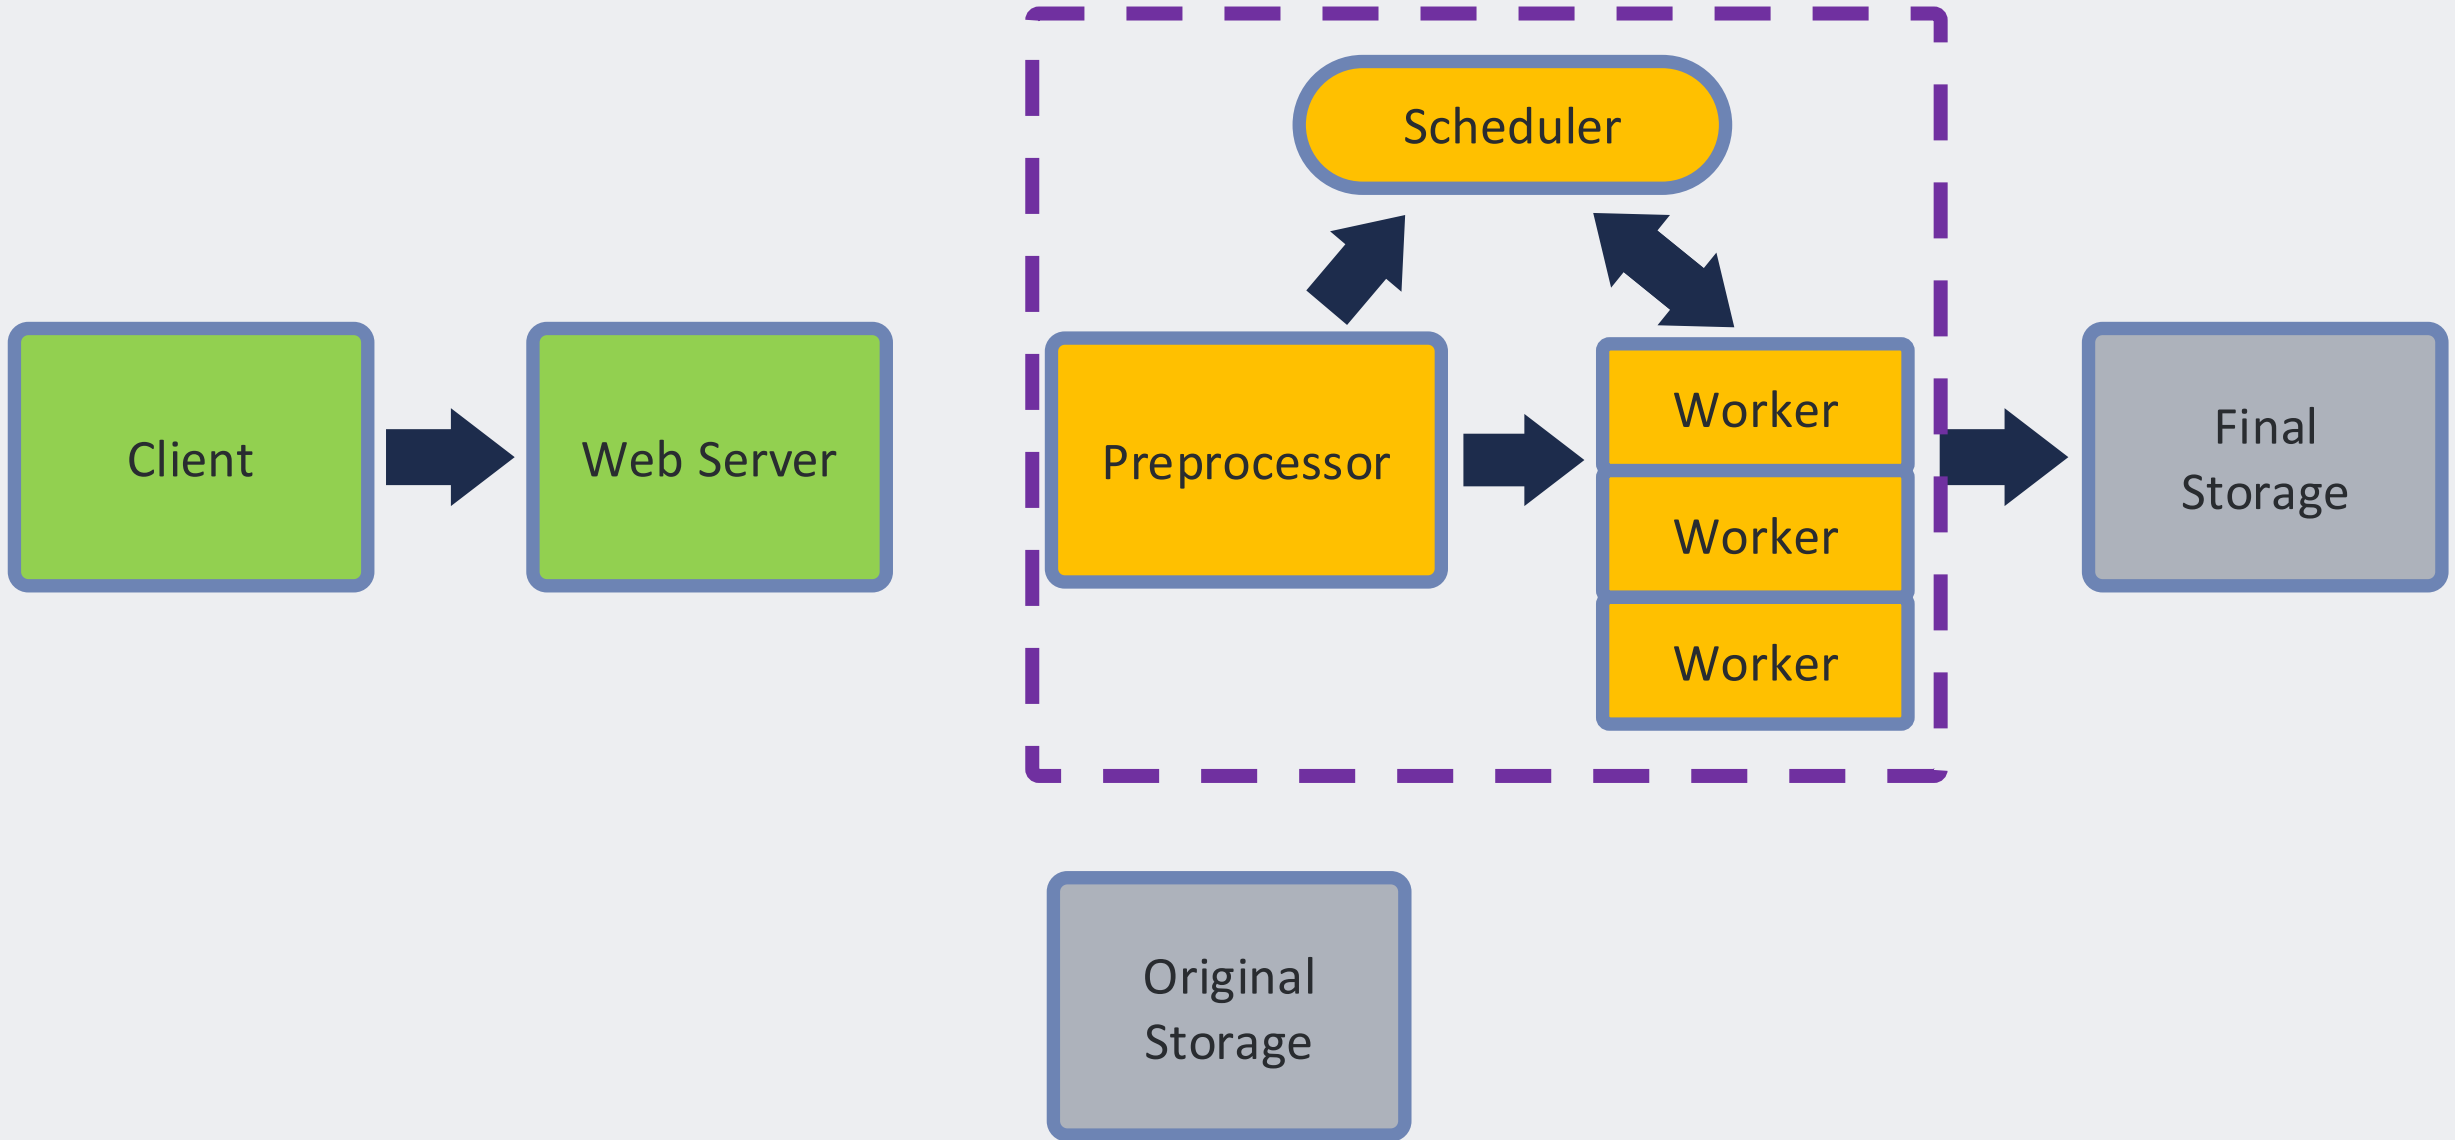 Scheduler
Client
Web Server
Preprocessor
Worker
Worker
Worker
Final
Storage
Original
Storage